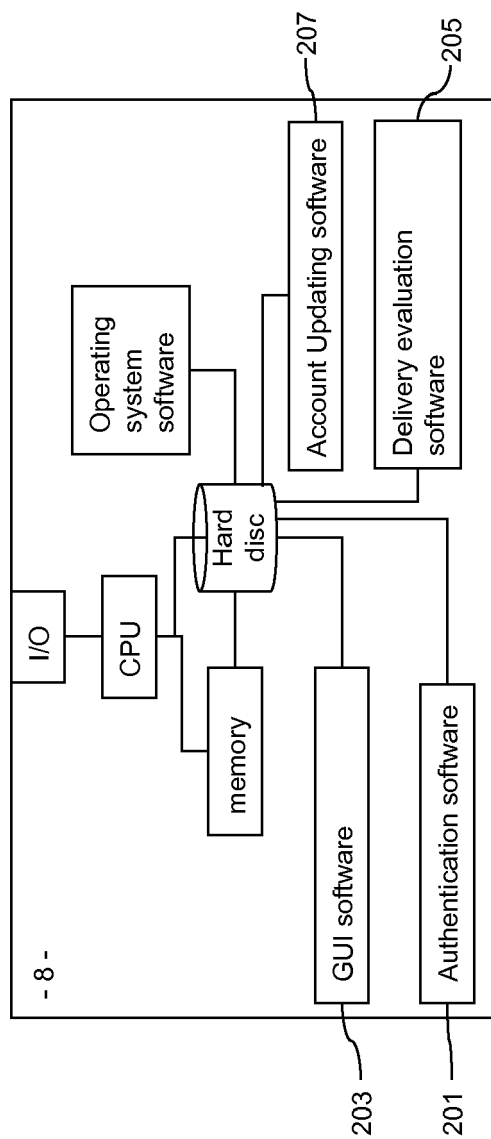 - 8 -
I/O
CPU
memory
Hard
disc
Operating
system
software
207
Account Updating software
205
Delivery evaluation
software
203
GUI software
201
Authentication software